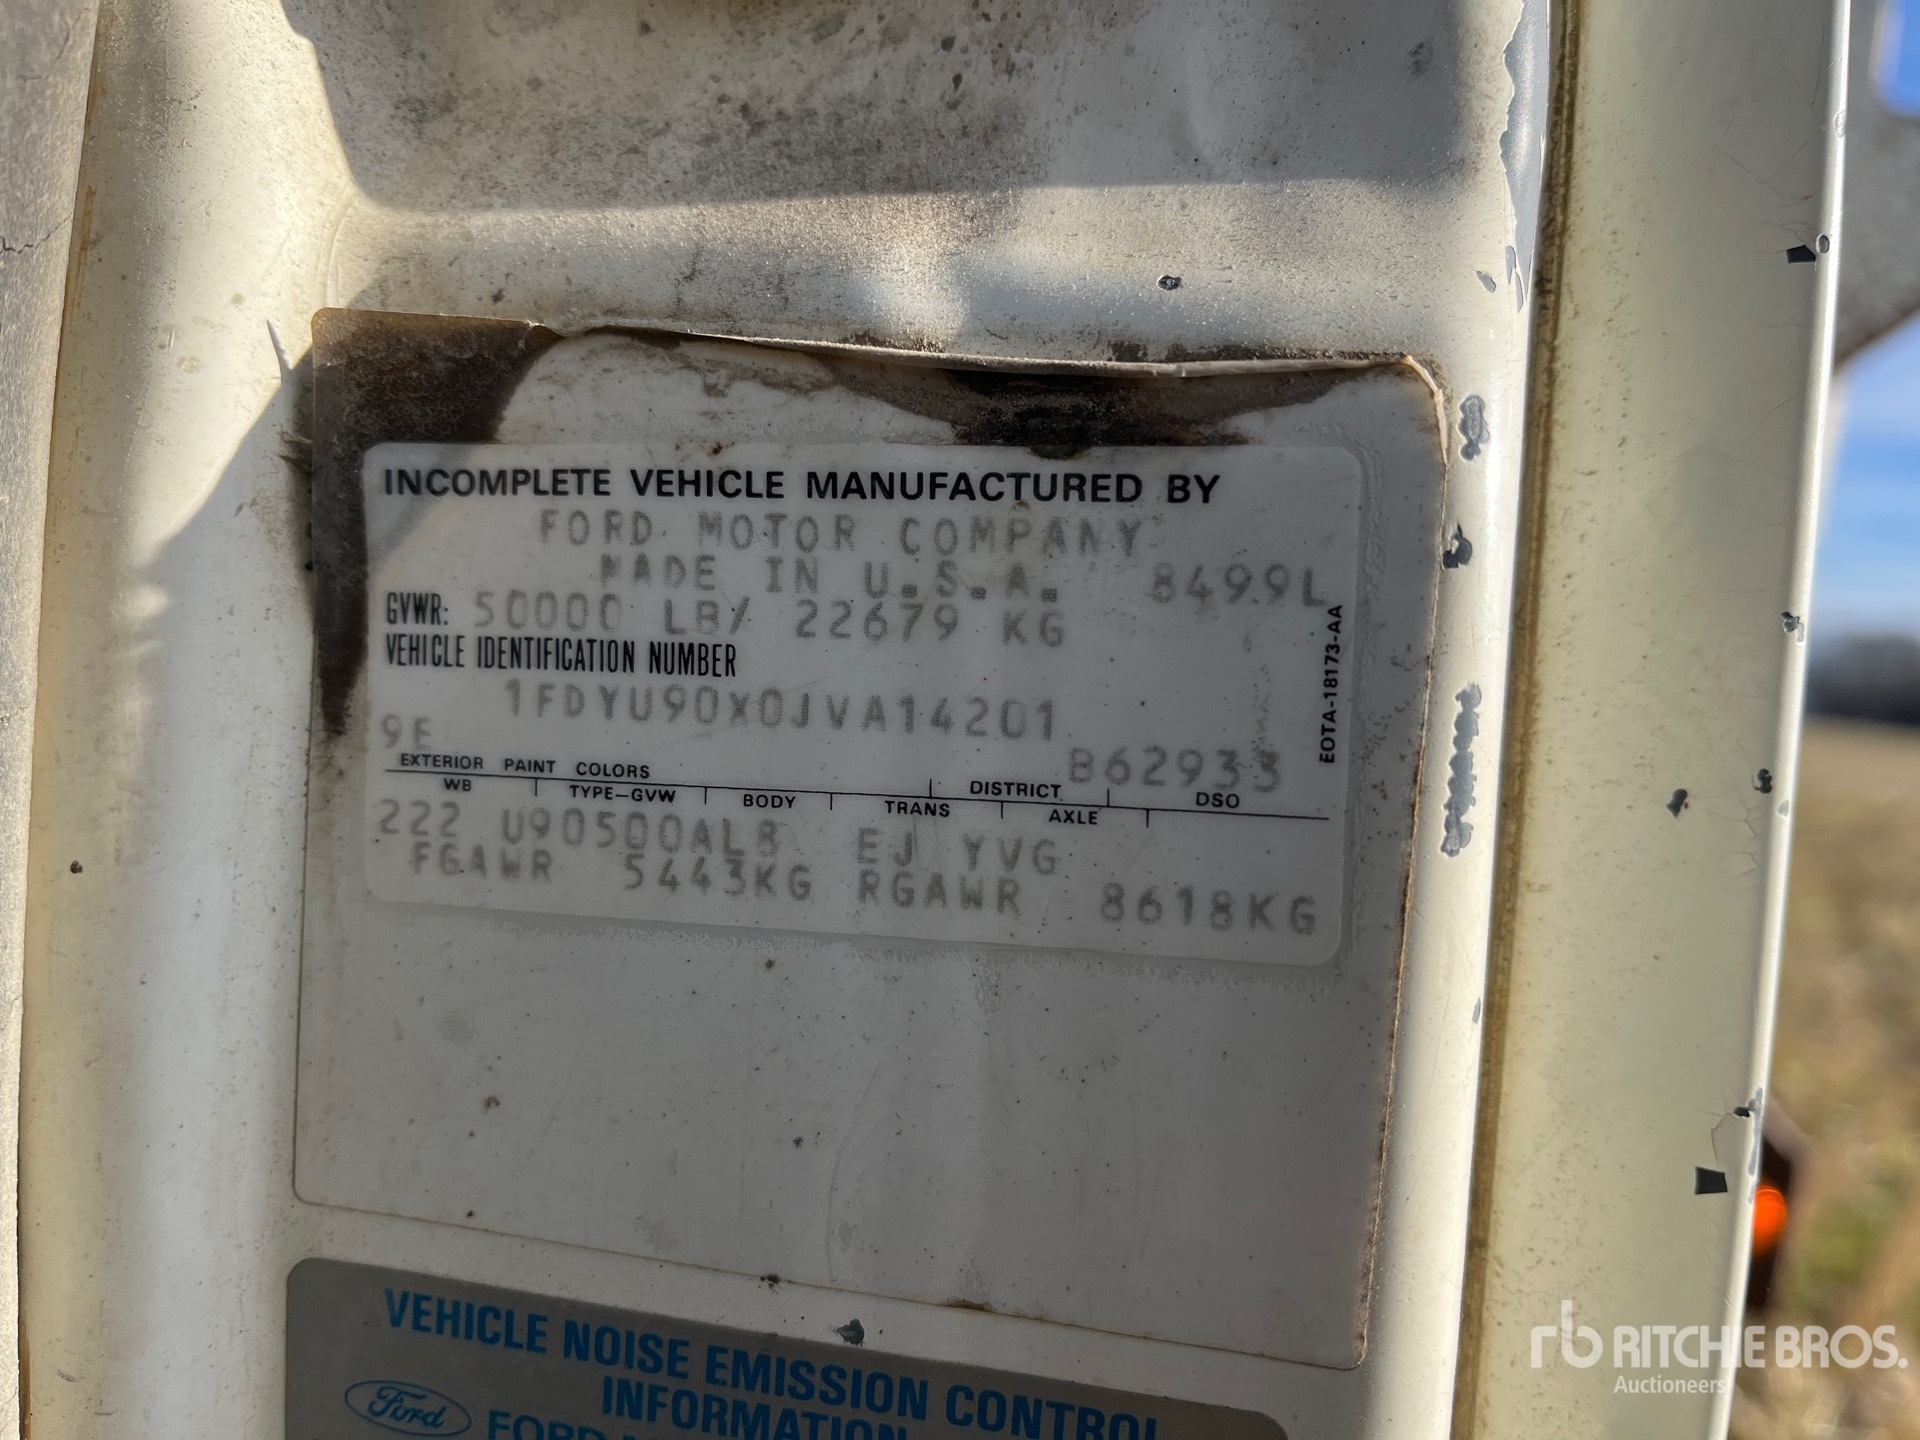 INCOMPLETE VEHICLE MANUFACTURED BY
FORD MOTOR COMPANY
MADE IN U.S.A. 8499L
GVWR: 50000 LB/ 22679 KG
VEHICLE IDENTIFICATION NUMBER
1FDYU90X0JVA14201
9E B62933
EXTERIOR PAINT COLORS DISTRICT DSO
WB TYPE-GVW BODY TRANS AXLE
222 U90500AL8 EJ YVG
FGAWR 5443KG RGAWR 8618KG
EOTA-18173-AA
VEHICLE NOISE EMISSION CONTROL
INFORMATION
Ford FORD
rb RITCHIE BROS.
Auctioneers